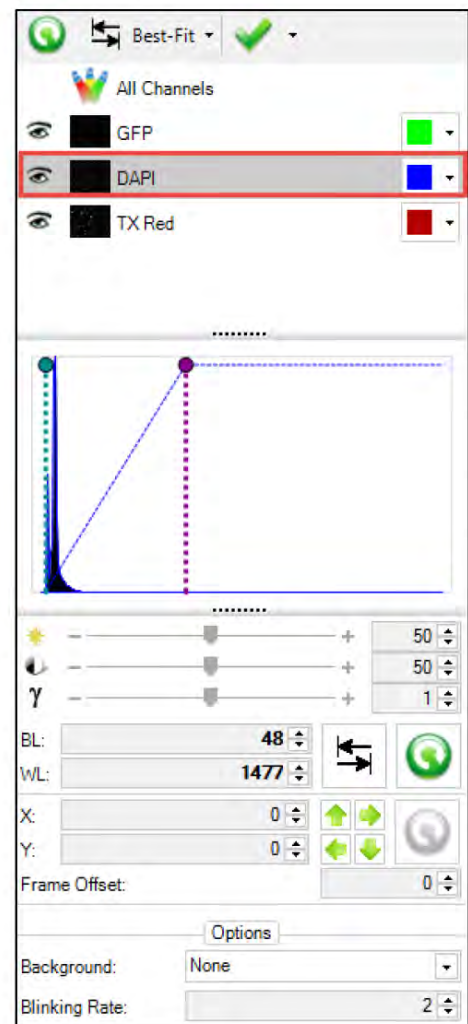 Best-Fit
All Channels
GFP
DAPI
TX Red
- + 50
- + 50
γ - + 1
BL: 48
WL: 1477
X: 0
Y: 0
Frame Offset: 0
Options
Background: None
Blinking Rate: 2